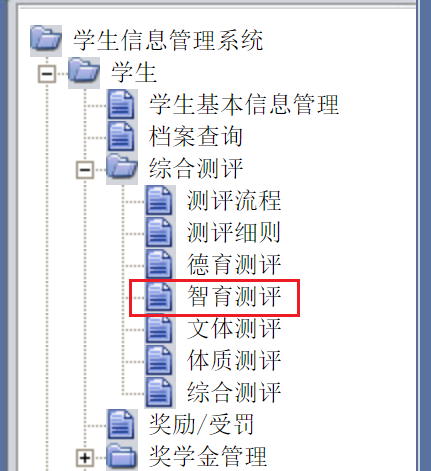 学生信息管理系统
学生
学生基本信息管理
档案查询
综合测评
测评流程
测评细则
德育测评
智育测评
文体测评
体质测评
综合测评
奖励/受罚
奖学金管理